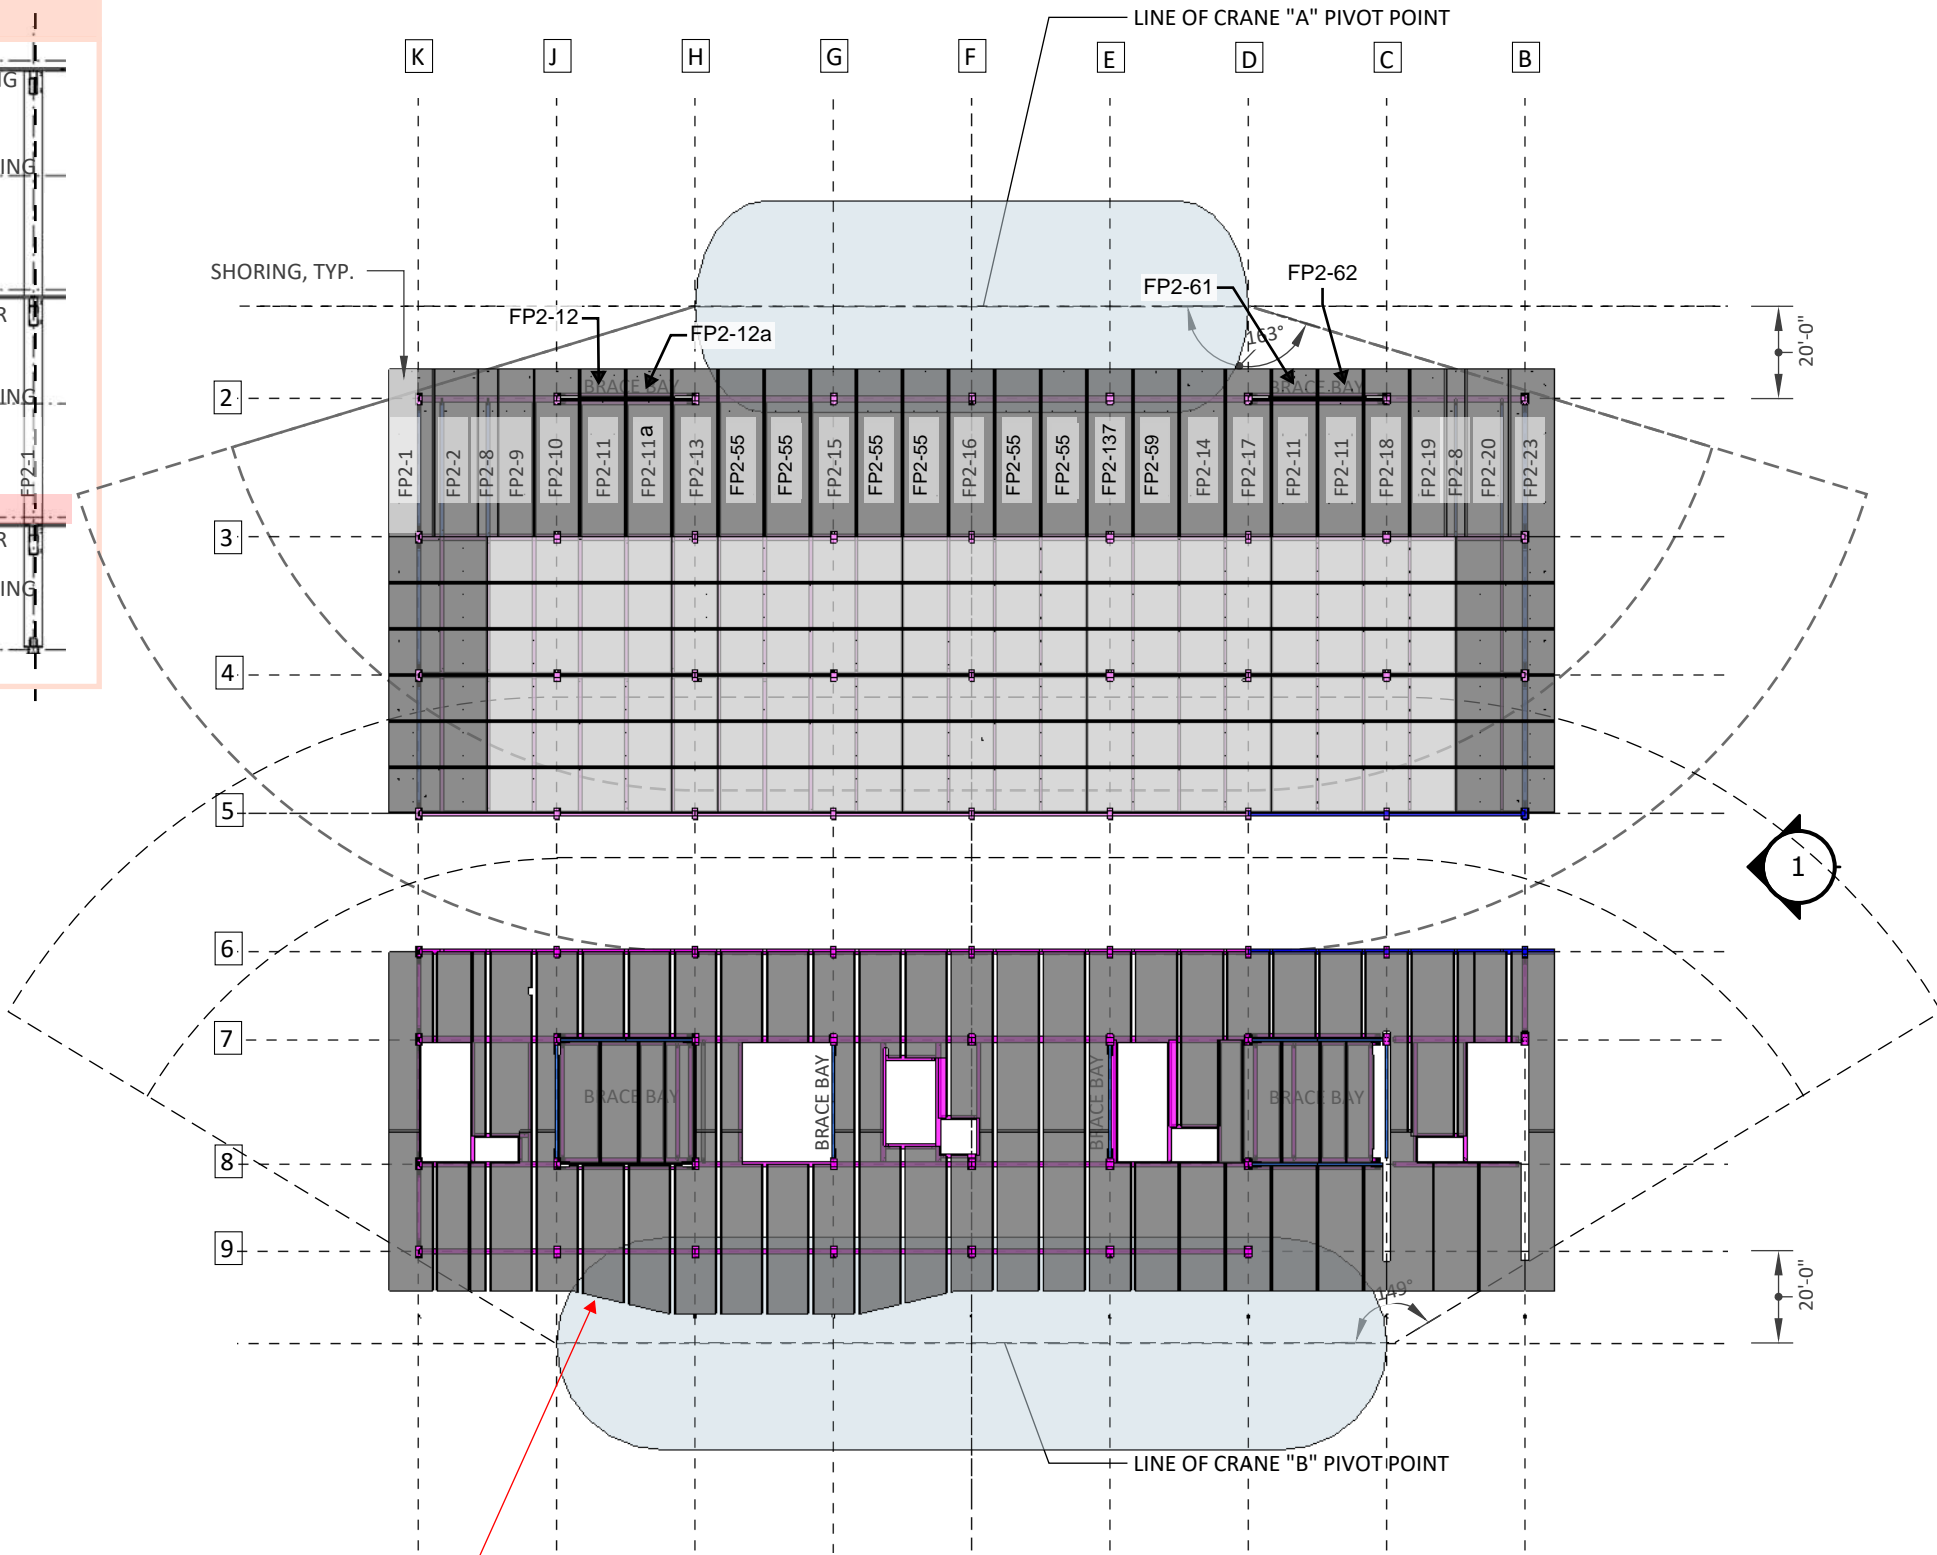 LINE OF CRANE "A" PIVOT POINT
K
J
H
G
F
E
D
C
B
ING
ING
ING
FP2-1
SHORING, TYP.
FP2-12
FP2-12a
FP2-61
FP2-62
163°
20'-0"
BRACE BAY
BRACE BAY
2
FP2-1
FP2-2
FP2-8
FP2-9
FP2-10
FP2-11
FP2-11a
FP2-13
FP2-55
FP2-55
FP2-15
FP2-55
FP2-55
FP2-16
FP2-55
FP2-55
FP2-137
FP2-59
FP2-14
FP2-17
FP2-11
FP2-11
FP2-18
FP2-19
FP2-8
FP2-20
FP2-23
3
4
5
1
6
7
BRACE BAY
BRACE BAY
BRACE BAY
BRACE BAY
8
9
149°
20'-0"
LINE OF CRANE "B" PIVOT POINT